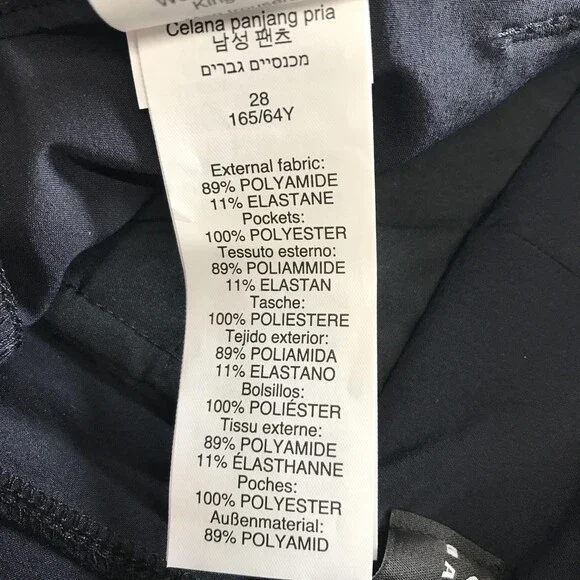 King
Celana panjang pria
남성 팬츠
מכנסיים גברים
28
165/64Y
External fabric:
89% POLYAMIDE
11% ELASTANE
Pockets:
100% POLYESTER
Tessuto esterno:
89% POLIAMMIDE
11% ELASTAN
Tasche:
100% POLIESTERE
Tejido exterior:
89% POLIAMIDA
11% ELASTANO
Bolsillos:
100% POLIÉSTER
Tissu externe:
89% POLYAMIDE
11% ÉLASTHANNE
Poches:
100% POLYESTER
Außenmaterial:
89% POLYAMID